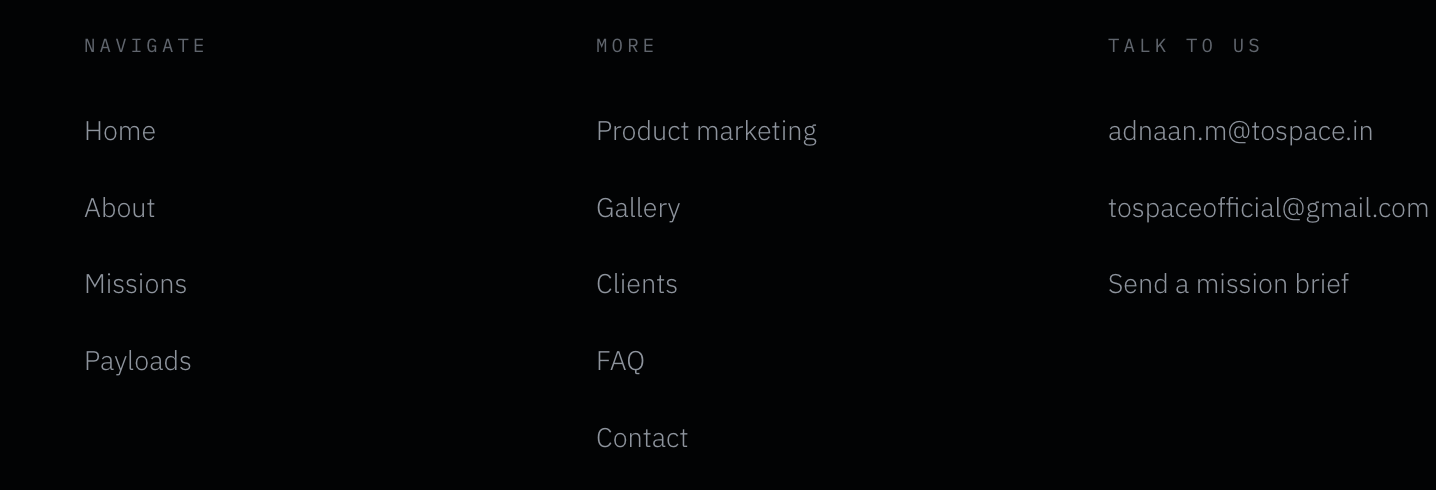 NAVIGATE
Home
About
Missions
Payloads
MORE
Product marketing
Gallery
Clients
FAQ
Contact
TALK TO US
adnaan.m@tospace.in
tospaceofficial@gmail.com
Send a mission brief